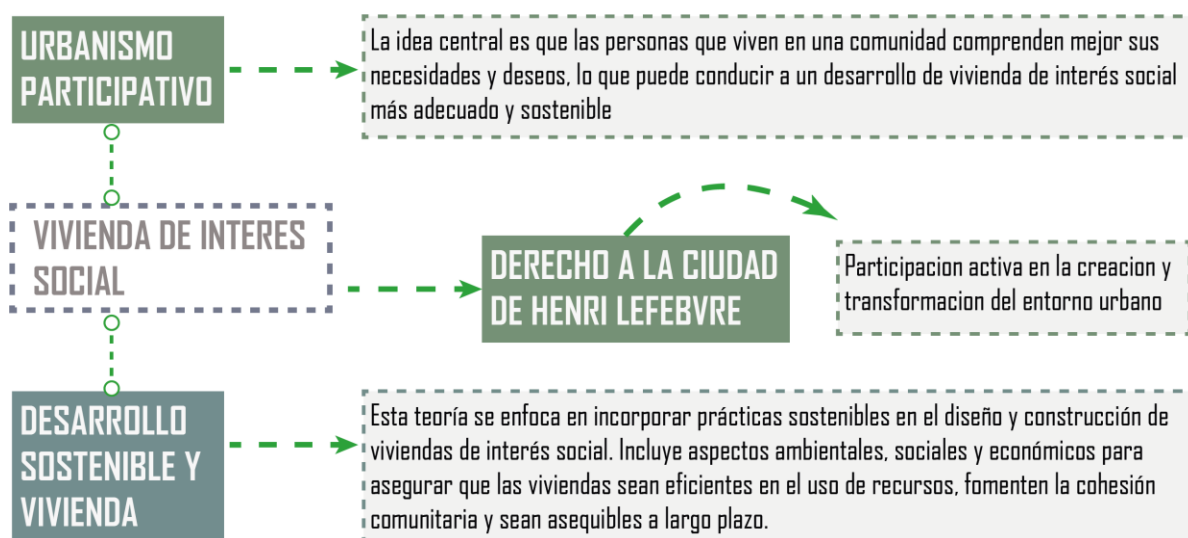 URBANISMO
PARTICIPATIVO
La idea central es que las personas que viven en una comunidad comprenden mejor sus
necesidades y deseos, lo que puede conducir a un desarrollo de vivienda de interés social
más adecuado y sostenible
VIVIENDA DE INTERES
SOCIAL
DERECHO A LA CIUDAD
DE HENRI LEFEBVRE
Participacion activa en la creacion y
transformacion del entorno urbano
DESARROLLO
SOSTENIBLE Y
VIVIENDA
Esta teoría se enfoca en incorporar prácticas sostenibles en el diseño y construcción de
viviendas de interés social. Incluye aspectos ambientales, sociales y económicos para
asegurar que las viviendas sean eficientes en el uso de recursos, fomenten la cohesión
comunitaria y sean asequibles a largo plazo.